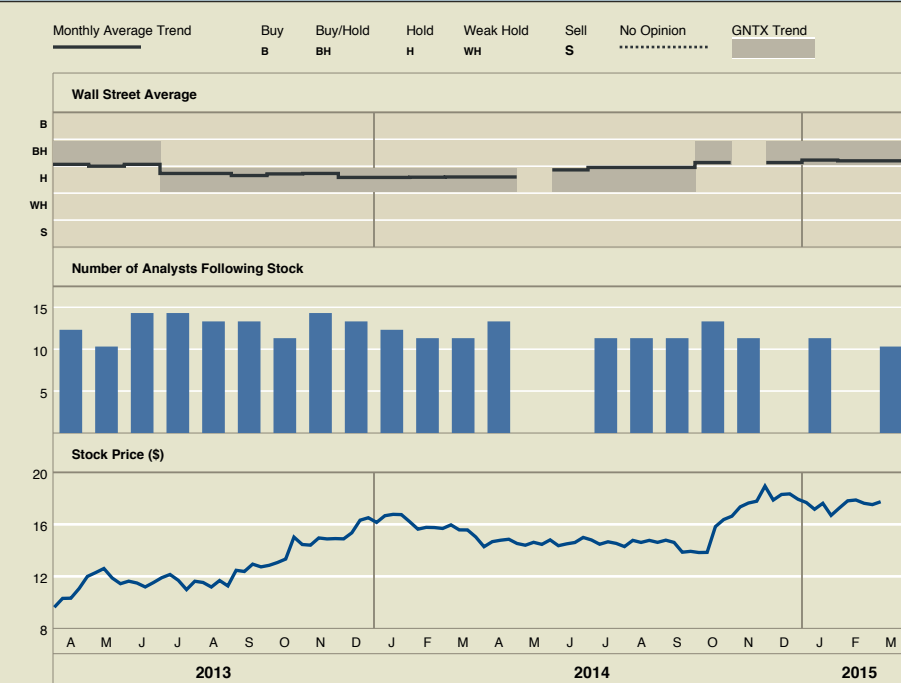 Monthly Average Trend Buy Buy/Hold Hold Weak Hold Sell No Opinion GNTX Trend
B BH H WH S
Wall Street Average
B
BH
H
WH
S
Number of Analysts Following Stock
15
10
5
Stock Price ($)
20
16
12
8
A M J J A S O N D J F M A M J J A S O N D J F M
2013 2014 2015